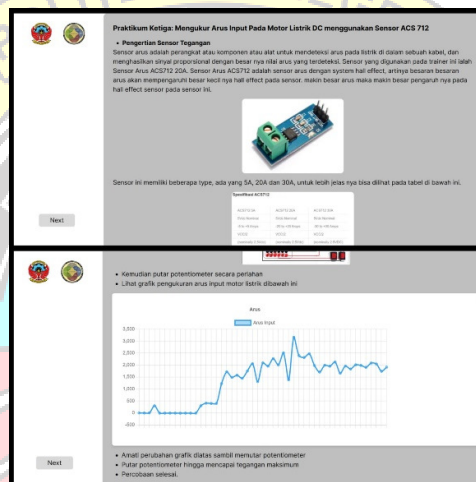 Praktikum Ketiga: Mengukur Arus Input Pada Motor Listrik DC menggunakan Sensor ACS 712
• Pengertian Sensor Tegangan
Sensor arus adalah perangkat atau komponen atau alat untuk mendeteksi arus pada listrik di dalam sebuah kabel, dan
menghasilkan sinyal proporsional dengan besar nya nilai arus yang terdeteksi. Sensor yang digunakan pada trainer ini ialah
Sensor Arus ACS712 20A. Sensor Arus ACS712 adalah sensor arus dengan system hall effect, artinya besaran besaran
arus akan mempengaruhi besar kecil nya hall effect pada sensor. makin besar arus maka makin besar pengaruh nya pada
hall effect sensor pada sensor ini.
Sensor ini memiliki beberapa type, ada yang 5A, 20A dan 30A, untuk lebih jelas nya bisa dilihat pada tabel di bawah ini.
Spesifikasi ACS712
Next
• Kemudian putar potentiometer secara perlahan
• Lihat grafik pengukuran arus input motor listrik dibawah ini
Arus
Arus Input
3,500
3,000
2,500
2,000
1,500
1,000
500
0
-500
• Amati perubahan grafik diatas sambil memutar potentiometer
• Putar potentiometer hingga mencapai tegangan maksimum
• Percobaan selesai.
Next